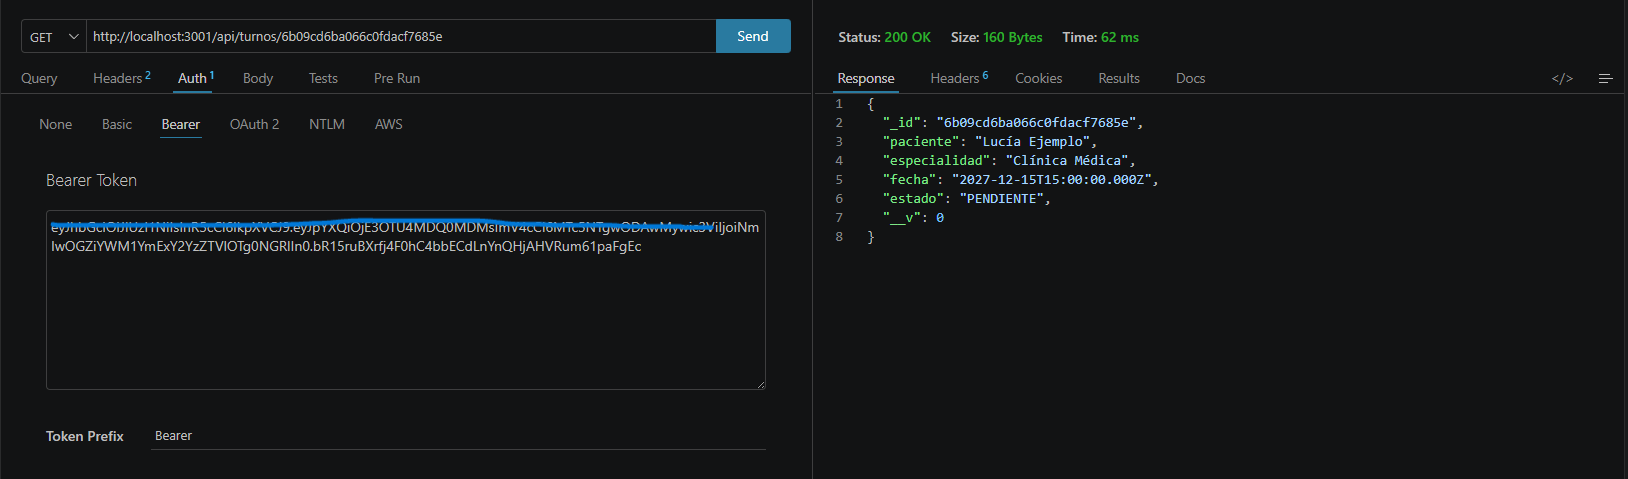 GET http://localhost:3001/api/turnos/6b09cd6ba066c0fdacf7685e Send
Query Headers 2 Auth 1 Body Tests Pre Run
None Basic Bearer OAuth 2 NTLM AWS
Bearer Token
Token Prefix Bearer
Status: 200 OK Size: 160 Bytes Time: 62 ms
Response Headers 6 Cookies Results Docs </>
1 {
2 "_id": "6b09cd6ba066c0fdacf7685e",
3 "paciente": "Lucía Ejemplo",
4 "especialidad": "Clínica Médica",
5 "fecha": "2027-12-15T15:00:00.000Z",
6 "estado": "PENDIENTE",
7 "__v": 0
8 }